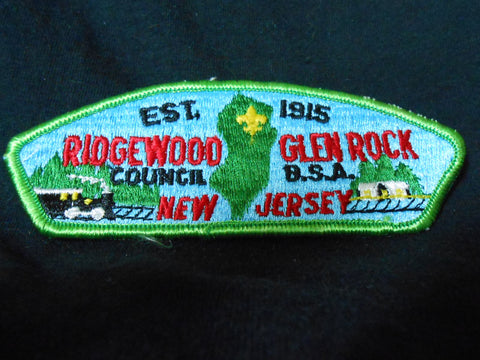 EST. 1915
RIDGEWOOD GLEN ROCK
COUNCIL B.S.A.
NEW JERSEY